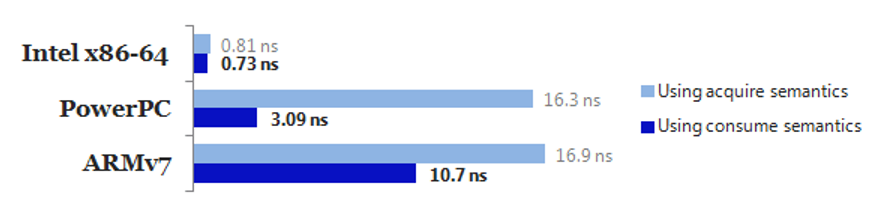 Intel x86-64
0.81 ns
0.73 ns
PowerPC
16.3 ns
3.09 ns
ARMv7
16.9 ns
10.7 ns
Using acquire semantics
Using consume semantics